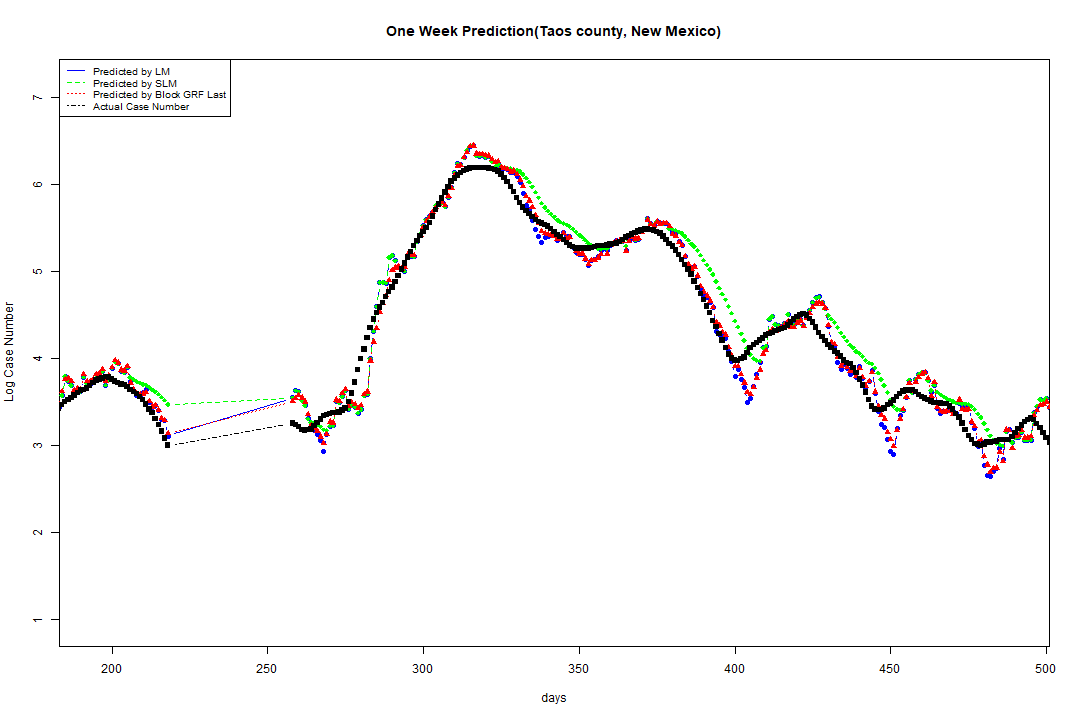 One Week Prediction(Taos county, New Mexico)
Predicted by LM
Predicted by SLM
Predicted by Block GRF Last
Actual Case Number
7
6
5
4
3
2
1
Log Case Number
200 250 300 350 400 450 500
days